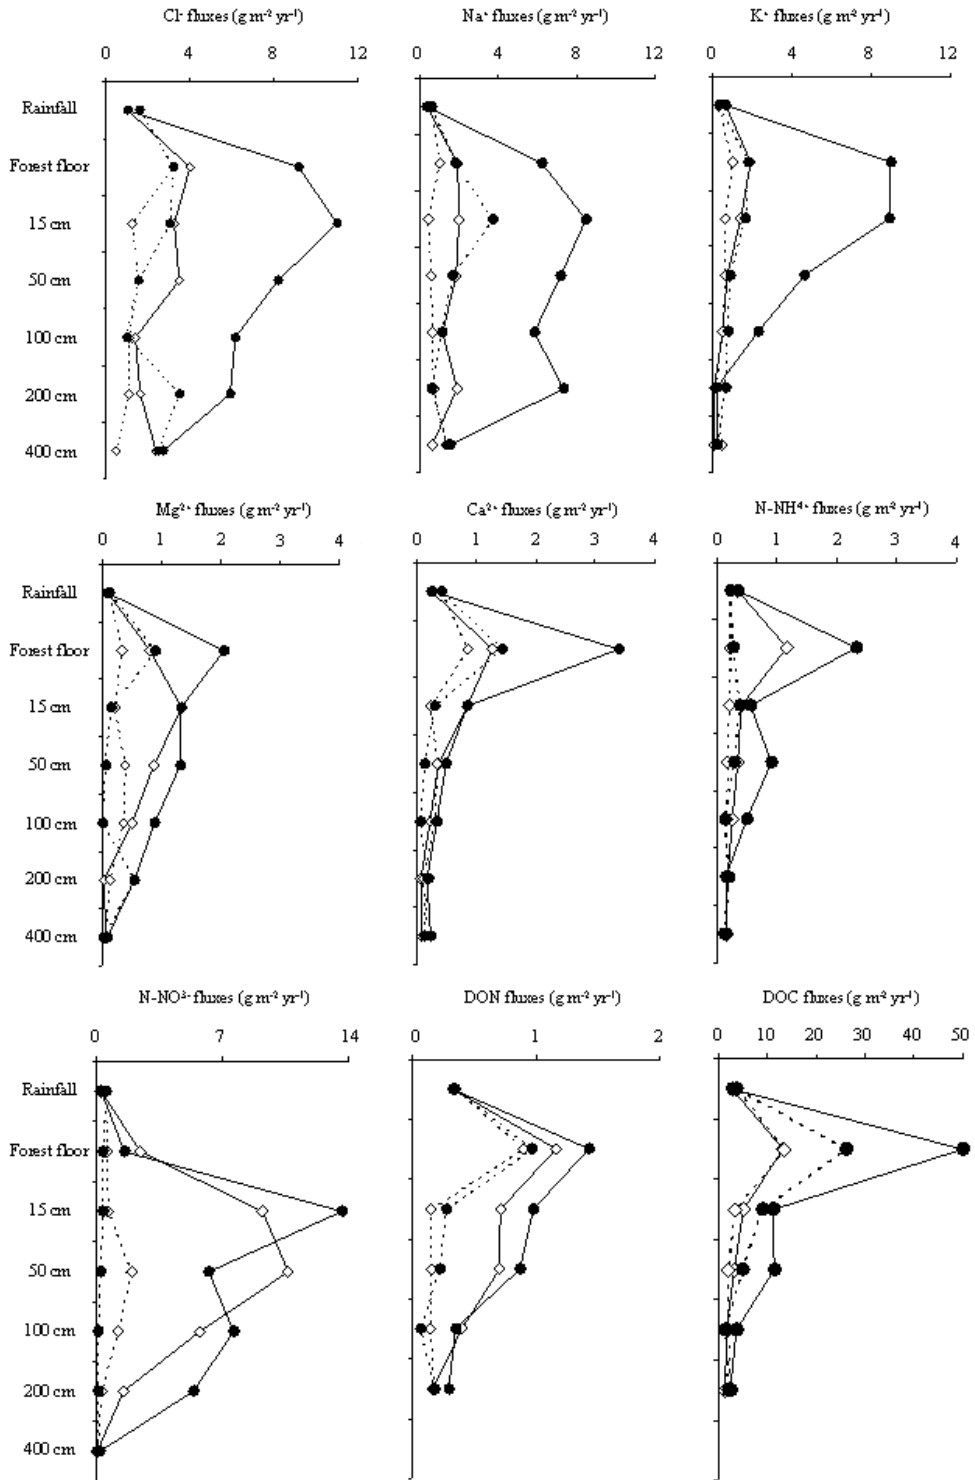 Cl⁻ fluxes (g m⁻² yr⁻¹) Na⁺ fluxes (g m⁻² yr⁻¹) K⁺ fluxes (g m⁻² yr⁻¹)
0 4 8 12 0 4 8 12 0 4 8 12
Rainfall
Forest floor
15 cm
50 cm
100 cm
200 cm
400 cm
Mg²⁺ fluxes (g m⁻² yr⁻¹) Ca²⁺ fluxes (g m⁻² yr⁻¹) N-NH⁴⁺ fluxes (g m⁻² yr⁻¹)
0 1 2 3 4 0 1 2 3 4 0 1 2 3 4
Rainfall
Forest floor
15 cm
50 cm
100 cm
200 cm
400 cm
N-NO³⁻ fluxes (g m⁻² yr⁻¹) DON fluxes (g m⁻² yr⁻¹) DOC fluxes (g m⁻² yr⁻¹)
0 7 14 0 1 2 0 10 20 30 40 50
Rainfall
Forest floor
15 cm
50 cm
100 cm
200 cm
400 cm